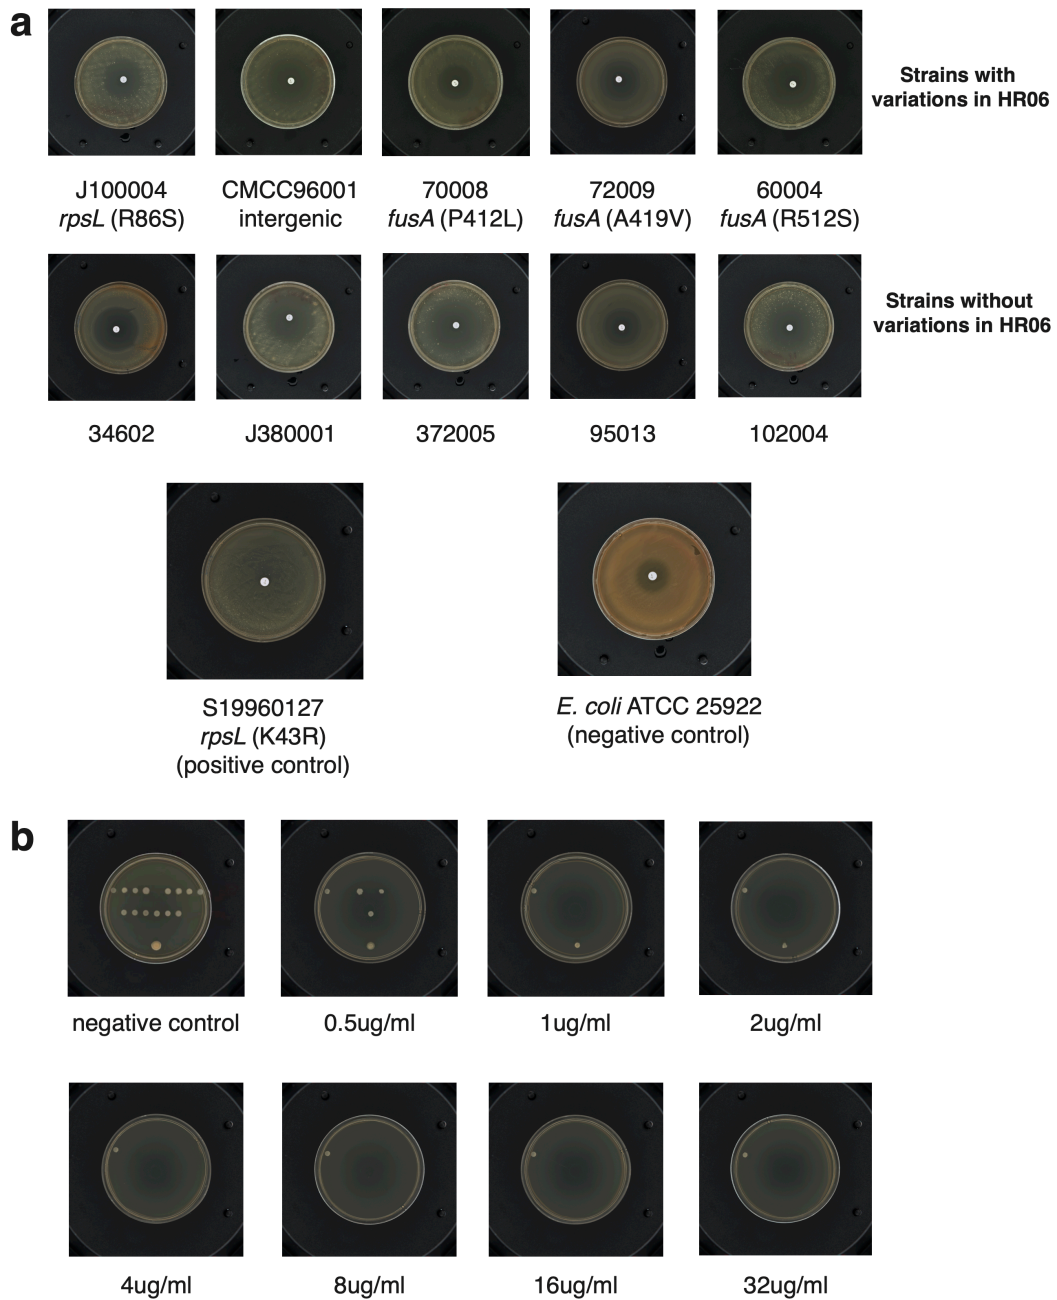 a
Strains with
variations in HR06
J100004
rpsL (R86S)
CMCC96001
intergenic
70008
fusA (P412L)
72009
fusA (A419V)
60004
fusA (R512S)
Strains without
variations in HR06
34602
J380001
372005
95013
102004
S19960127
rpsL (K43R)
(positive control)
E. coli ATCC 25922
(negative control)
b
negative control
0.5ug/ml
1ug/ml
2ug/ml
4ug/ml
8ug/ml
16ug/ml
32ug/ml